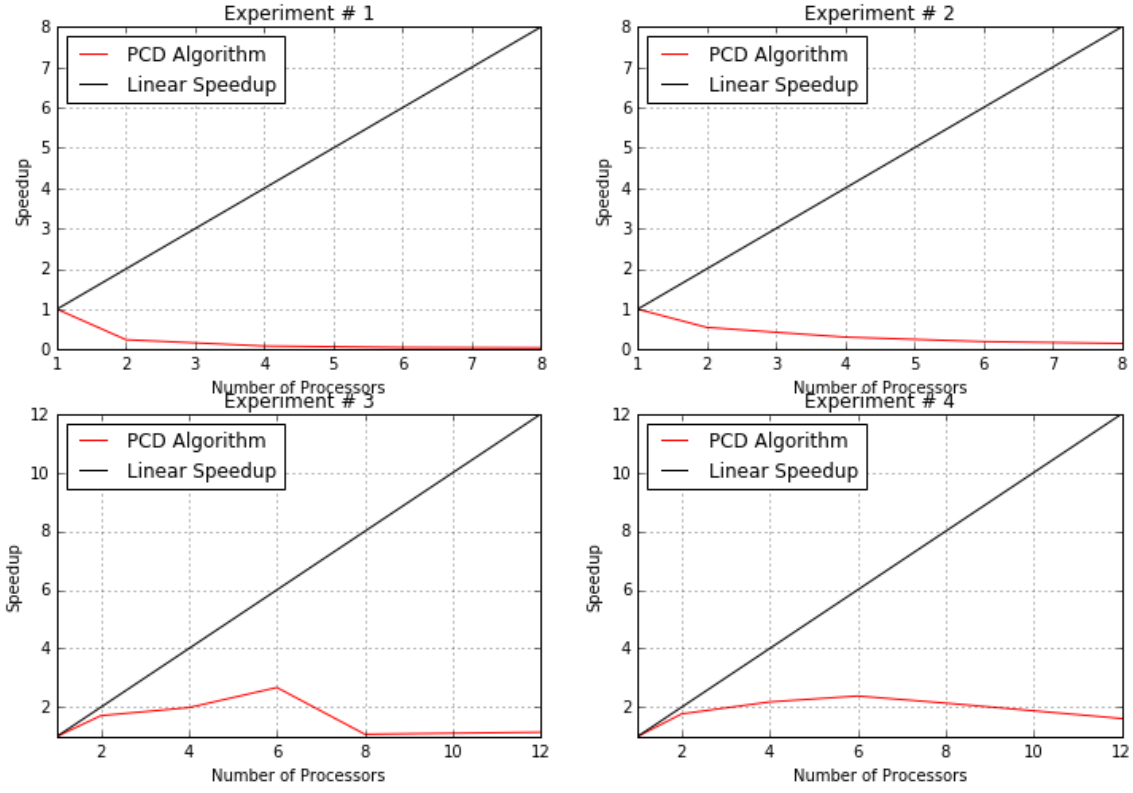 Experiment # 1
PCD Algorithm
Linear Speedup
Speedup
8
7
6
5
4
3
2
1
0
1 2 3 4 5 6 7 8
Number of Processors
Experiment # 2
PCD Algorithm
Linear Speedup
Speedup
8
7
6
5
4
3
2
1
0
1 2 3 4 5 6 7 8
Number of Processors
Experiment # 3
PCD Algorithm
Linear Speedup
Speedup
12
10
8
6
4
2
2 4 6 8 10 12
Number of Processors
Experiment # 4
PCD Algorithm
Linear Speedup
Speedup
12
10
8
6
4
2
2 4 6 8 10 12
Number of Processors